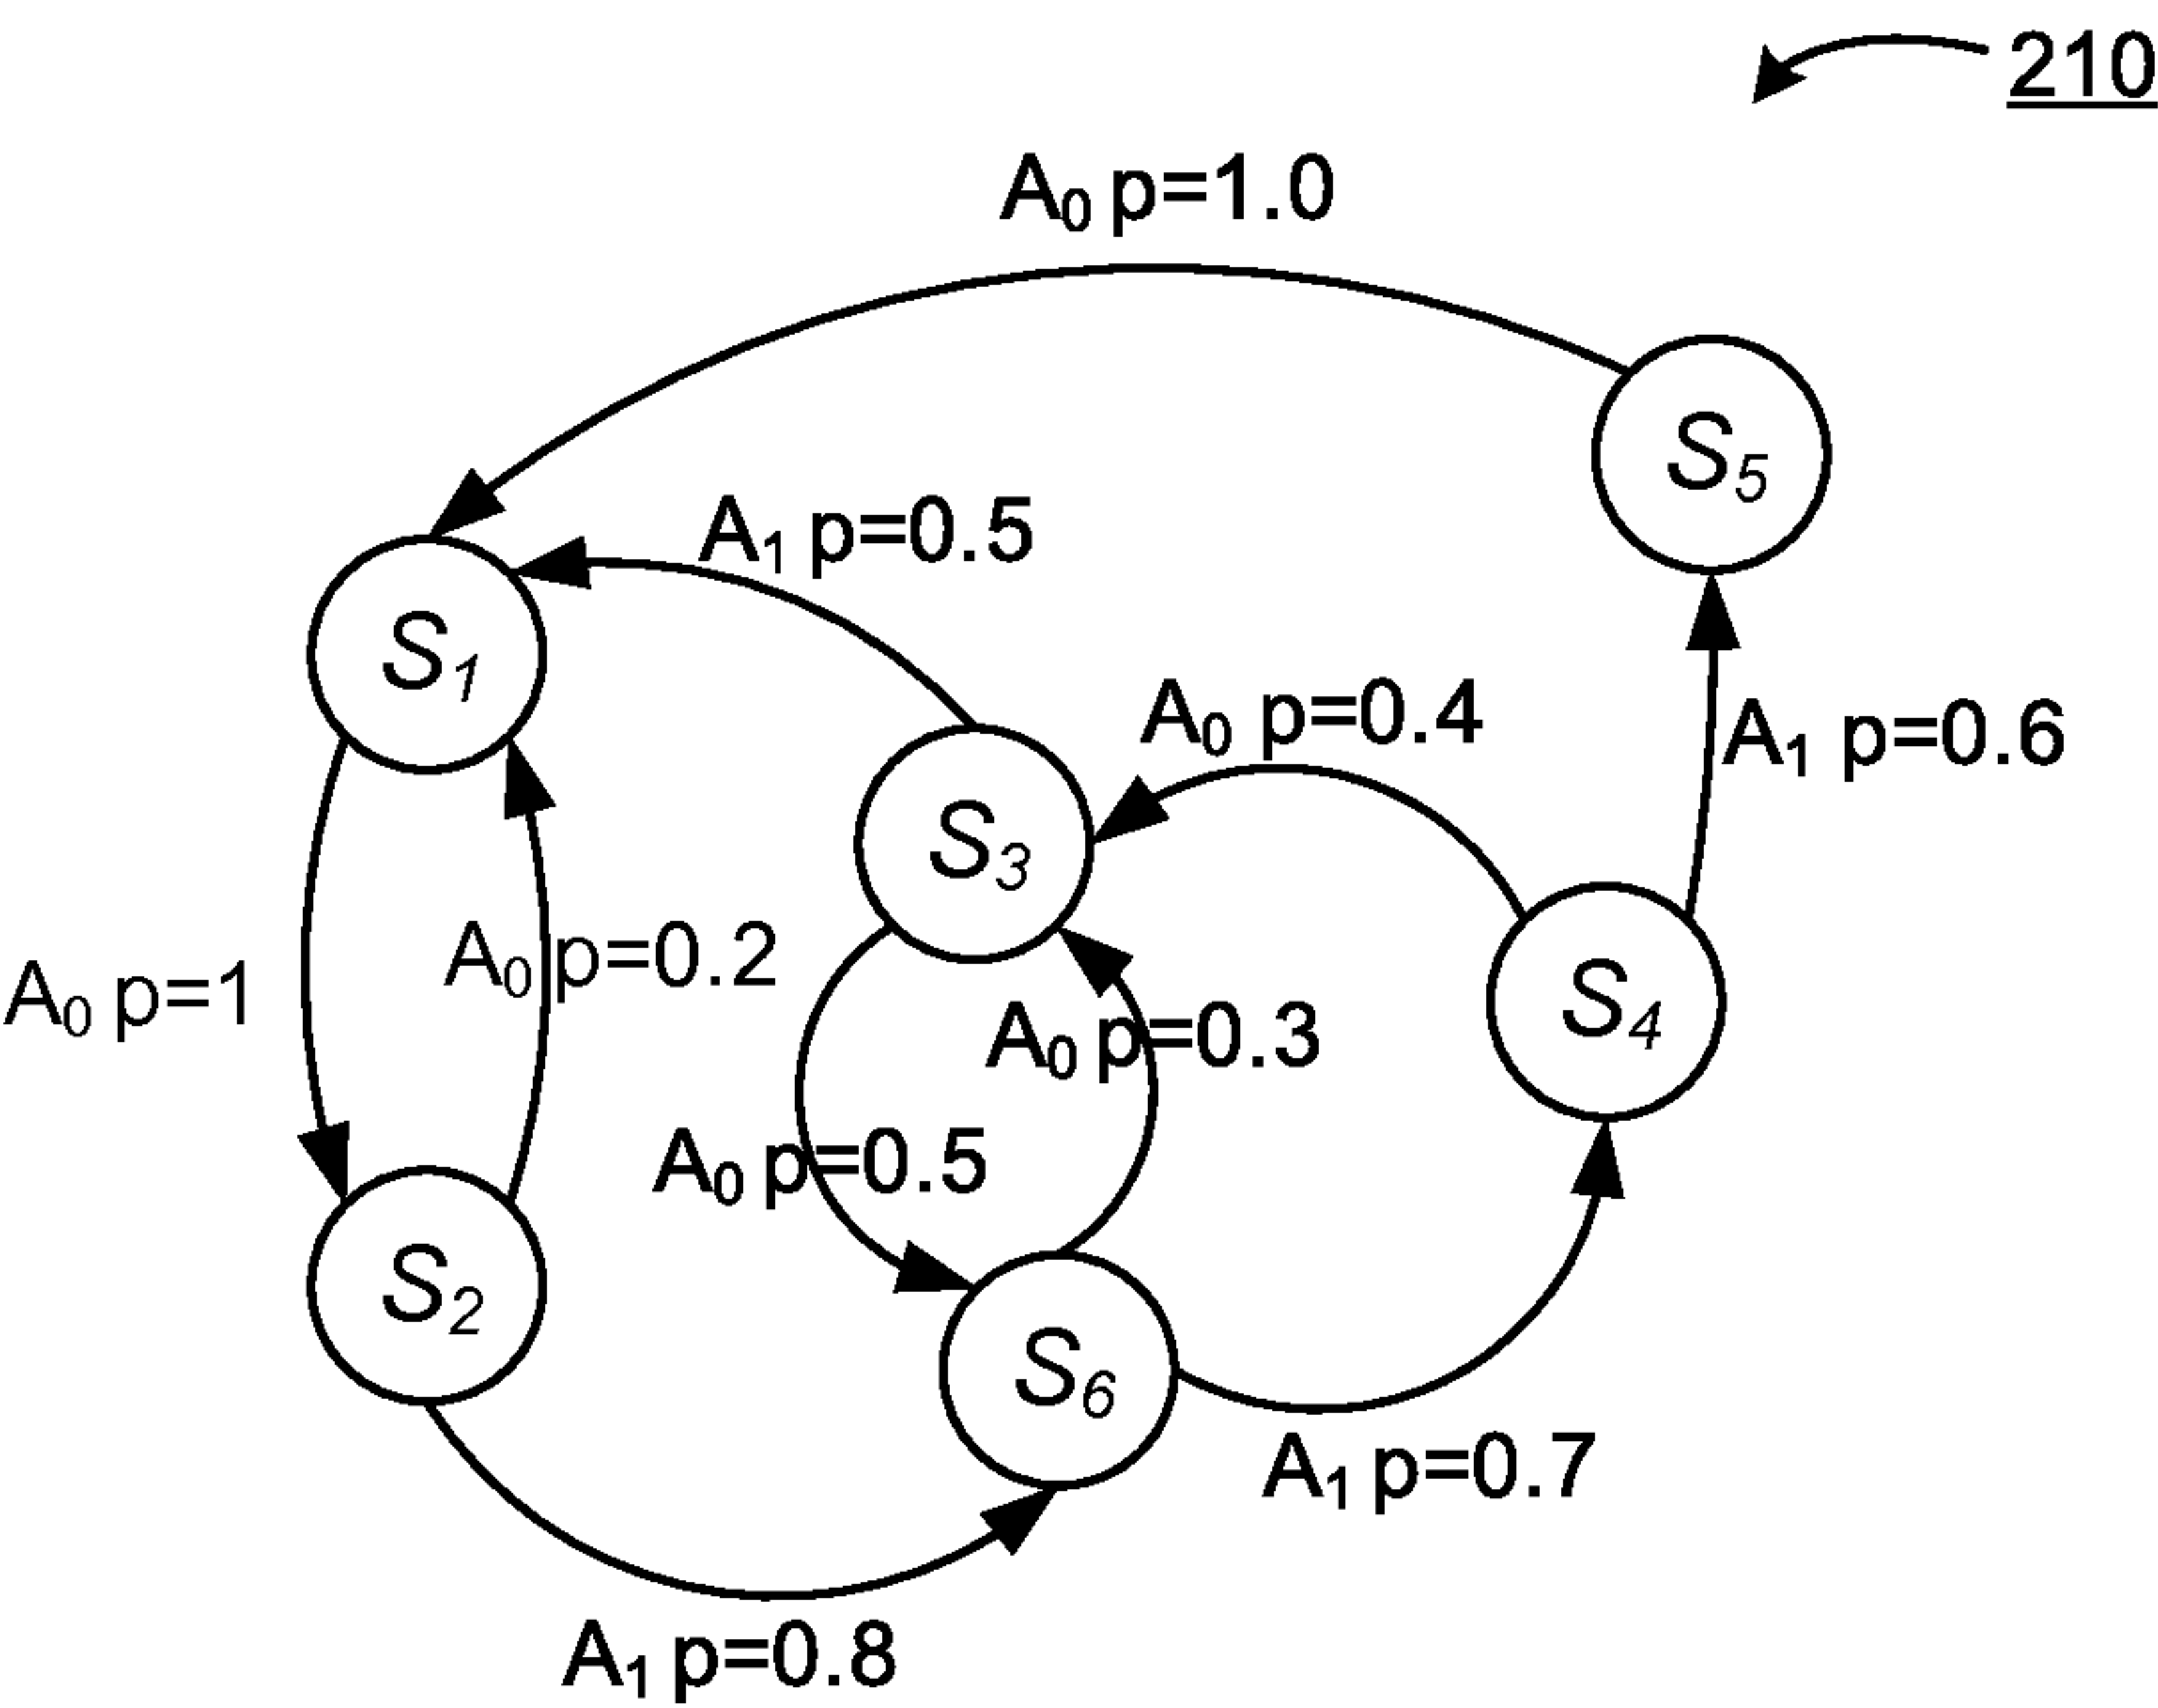 210
A0 p=1.0
S5
A1 p=0.5
S1
A0 p=0.4
A1 p=0.6
S3
A0 p=0.2
A0 p=1
S4
A0 p=0.3
A0 p=0.5
S2
S6
A1 p=0.7
A1 p=0.8